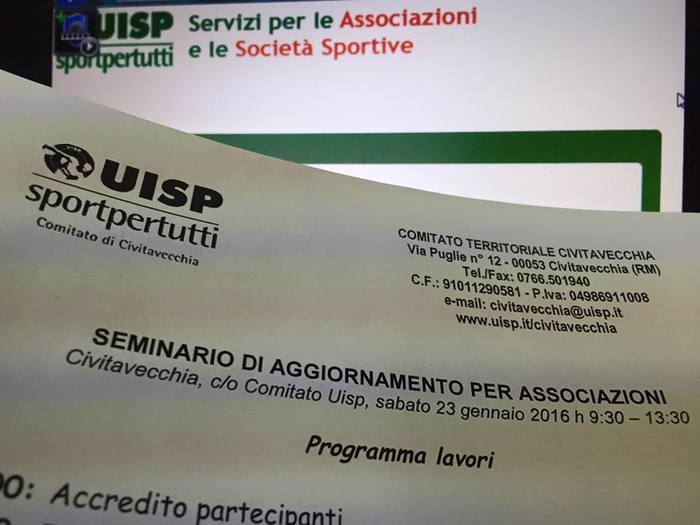 UISP
sportpertutti
Servizi per le Associazioni
e le Società Sportive
UISP
sportpertutti
Comitato di Civitavecchia
COMITATO TERRITORIALE CIVITAVECCHIA
Via Puglie n° 12 - 00053 Civitavecchia (RM)
Tel./Fax: 0766.501940
C.F.: 91011290581 - P.Iva: 04986911008
e-mail: civitavecchia@uisp.it
www.uisp.it/civitavecchia
SEMINARIO DI AGGIORNAMENTO PER ASSOCIAZIONI
Civitavecchia, c/o Comitato Uisp, sabato 23 gennaio 2016 h 9:30 – 13:30
Programma lavori
Accredito partecipanti